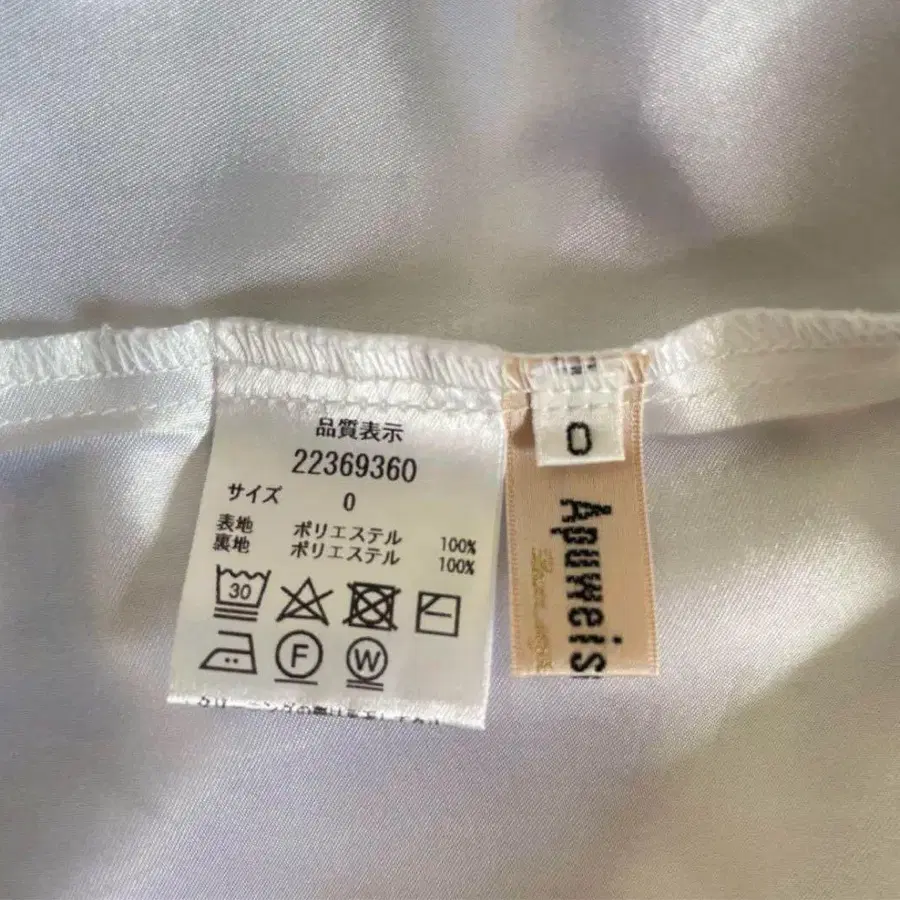 品質表示
22369360
サイズ 0
表地 ポリエステル 100%
裏地 ポリエステル 100%
30
F W
0
Apuweis